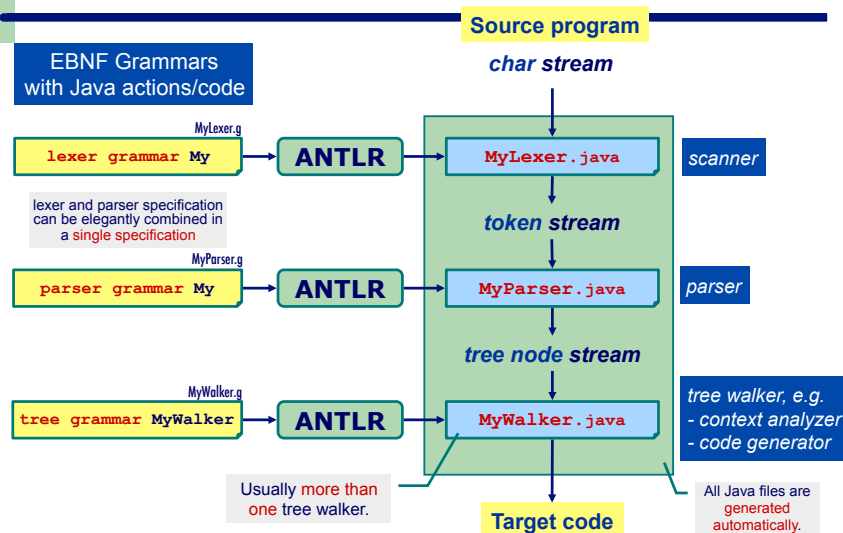 Source program
EBNF Grammars
with Java actions/code
char stream
MyLexer.g
lexer grammar My
ANTLR
MyLexer.java
scanner
lexer and parser specification
can be elegantly combined in
a single specification
token stream
MyParser.g
parser grammar My
ANTLR
MyParser.java
parser
tree node stream
MyWalker.g
tree grammar MyWalker
ANTLR
MyWalker.java
tree walker, e.g.
- context analyzer
- code generator
Usually more than
one tree walker.
All Java files are
generated
automatically.
Target code